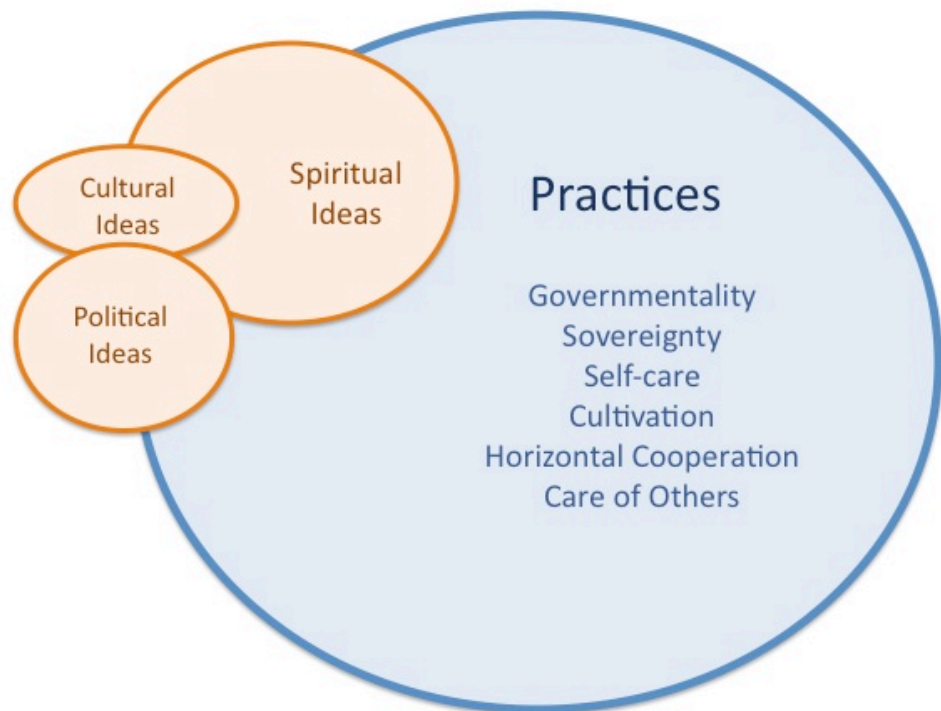 Cultural
Ideas
Spiritual
Ideas
Political
Ideas
Practices
Governmentality
Sovereignty
Self-care
Cultivation
Horizontal Cooperation
Care of Others